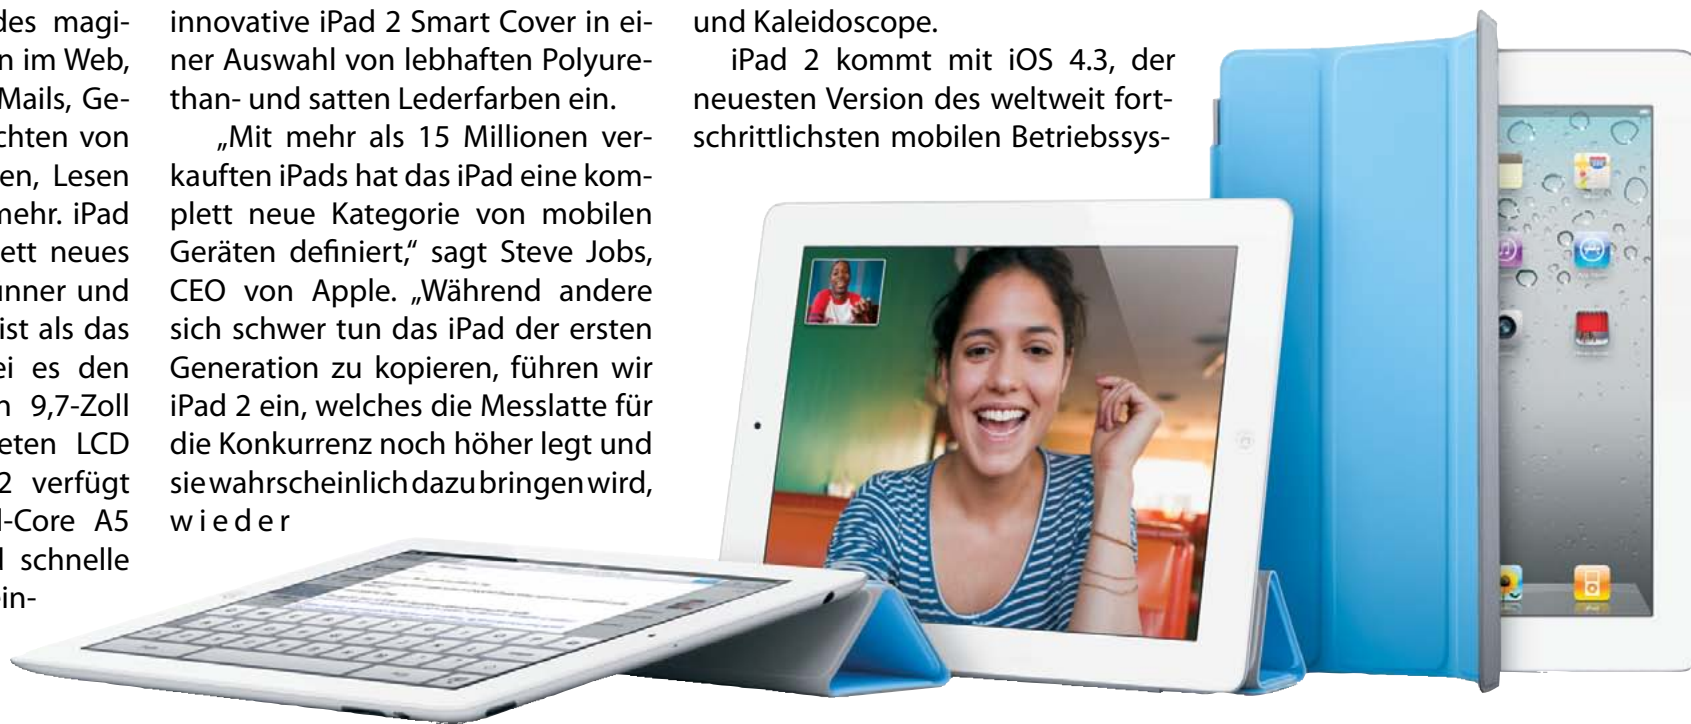 des magi-
n im Web,
Mails, Ge-
chten von
en, Lesen
mehr. iPad
ett neues
inner und
ist als das
ei es den
n 9,7-Zoll
eten LCD
2 verfügt
l-Core A5
l schnelle
in-
innovative iPad 2 Smart Cover in ei-
ner Auswahl von lebhaften Polyure-
than- und satten Lederfarben ein.
„Mit mehr als 15 Millionen ver-
kauften iPads hat das iPad eine kom-
plett neue Kategorie von mobilen
Geräten definiert,“ sagt Steve Jobs,
CEO von Apple. „Während andere
sich schwer tun das iPad der ersten
Generation zu kopieren, führen wir
iPad 2 ein, welches die Messlatte für
die Konkurrenz noch höher legt und
sie wahrscheinlich dazu bringen wird,
wieder
und Kaleidoscope.
iPad 2 kommt mit iOS 4.3, der
neuesten Version des weltweit fort-
schrittlichsten mobilen Betriebssys-